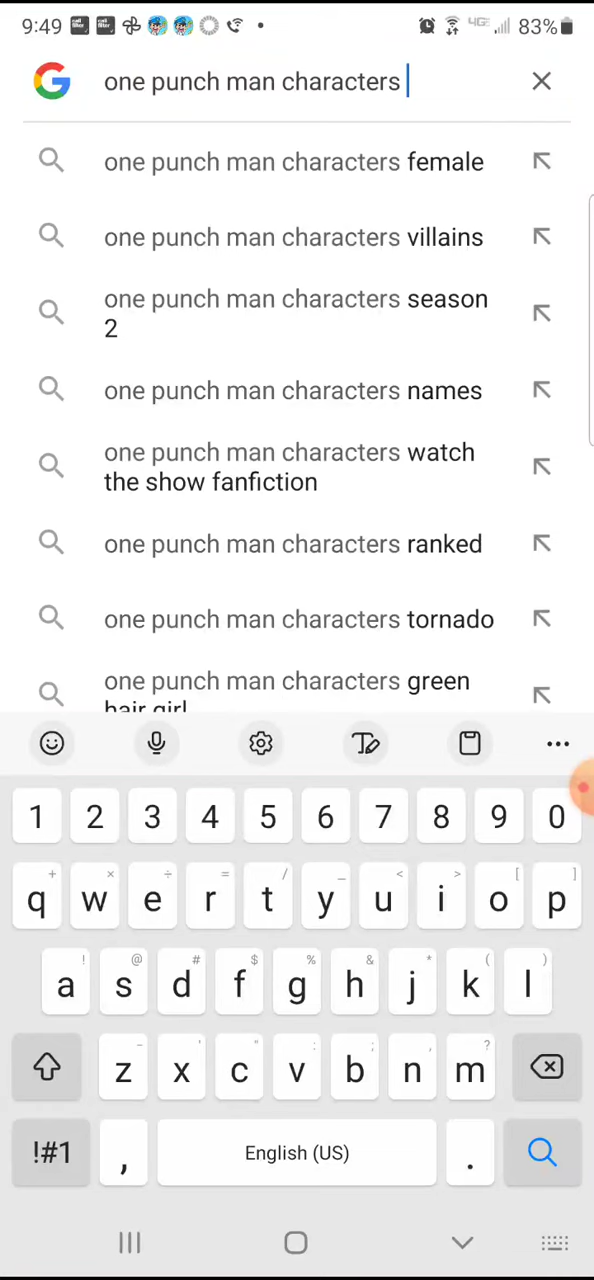 9:49 83%
one punch man characters
one punch man characters female
one punch man characters villains
one punch man characters season
2
one punch man characters names
one punch man characters watch
the show fanfiction
one punch man characters ranked
one punch man characters tornado
one punch man characters green
hair girl
1 2 3 4 5 6 7 8 9 0
+ × ÷ = / _ < > [ ]
q w e r t y u i o p
! @ # $ % & * ( )
a s d f g h j k l
- ' " : ; , ?
z x c v b n m
!#1 , English (US) .